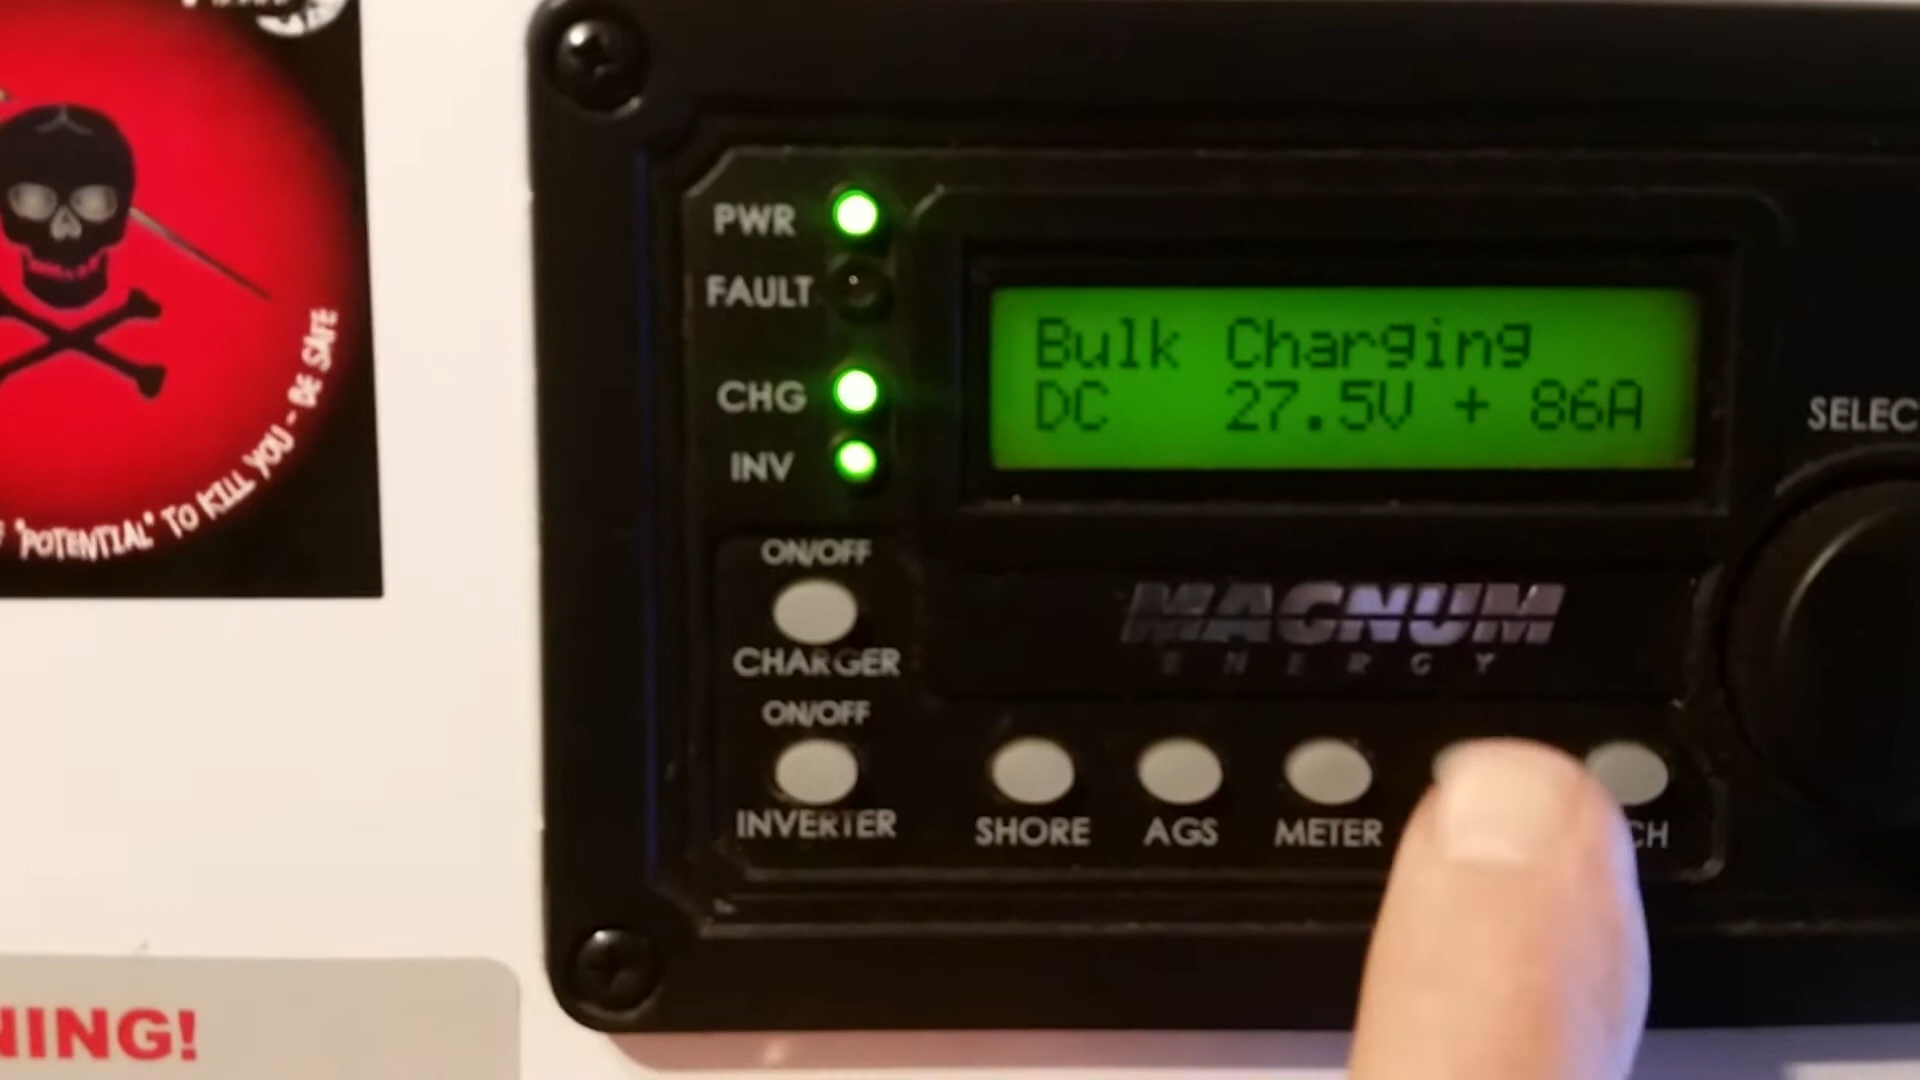 "POTENTIAL" TO KILL YOU - BE SAFE
NING!
PWR
FAULT
CHG
INV
Bulk Charging
DC 27.5V + 86A
SELEC
ON/OFF
CHARGER
ON/OFF
INVERTER
MAGNUM
ENERGY
SHORE
AGS
METER
CH